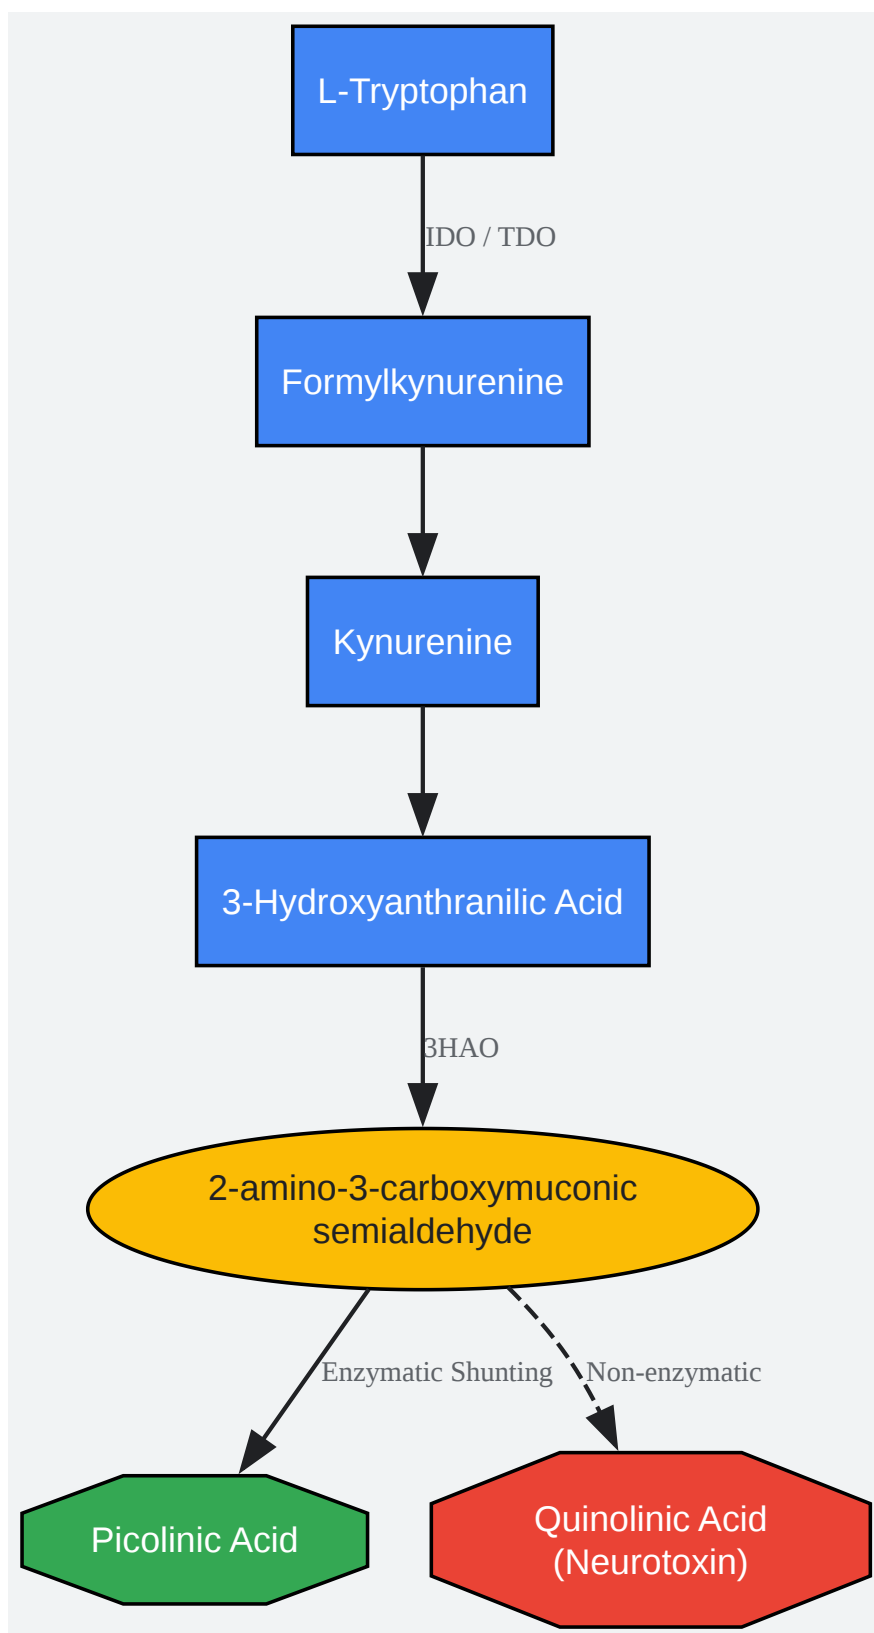 L-Tryptophan
IDO / TDO
Formylkynurenine
Kynurenine
3-Hydroxyanthranilic Acid
3HAO
2-amino-3-carboxymuconic
semialdehyde
Enzymatic Shunting
Non-enzymatic
Picolinic Acid
Quinolinic Acid
(Neurotoxin)